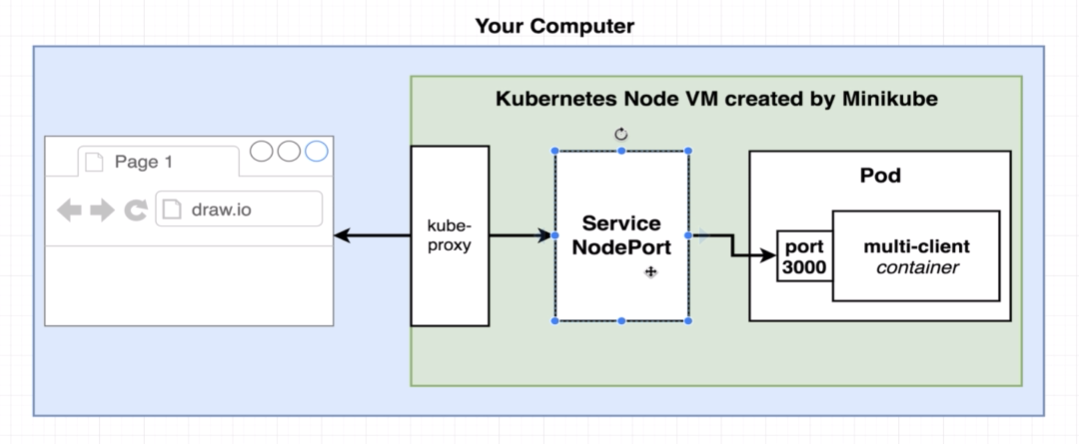 Your Computer
Kubernetes Node VM created by Minikube
Page 1
draw.io
kube-
proxy
Service
NodePort
Pod
port
3000
multi-client
container